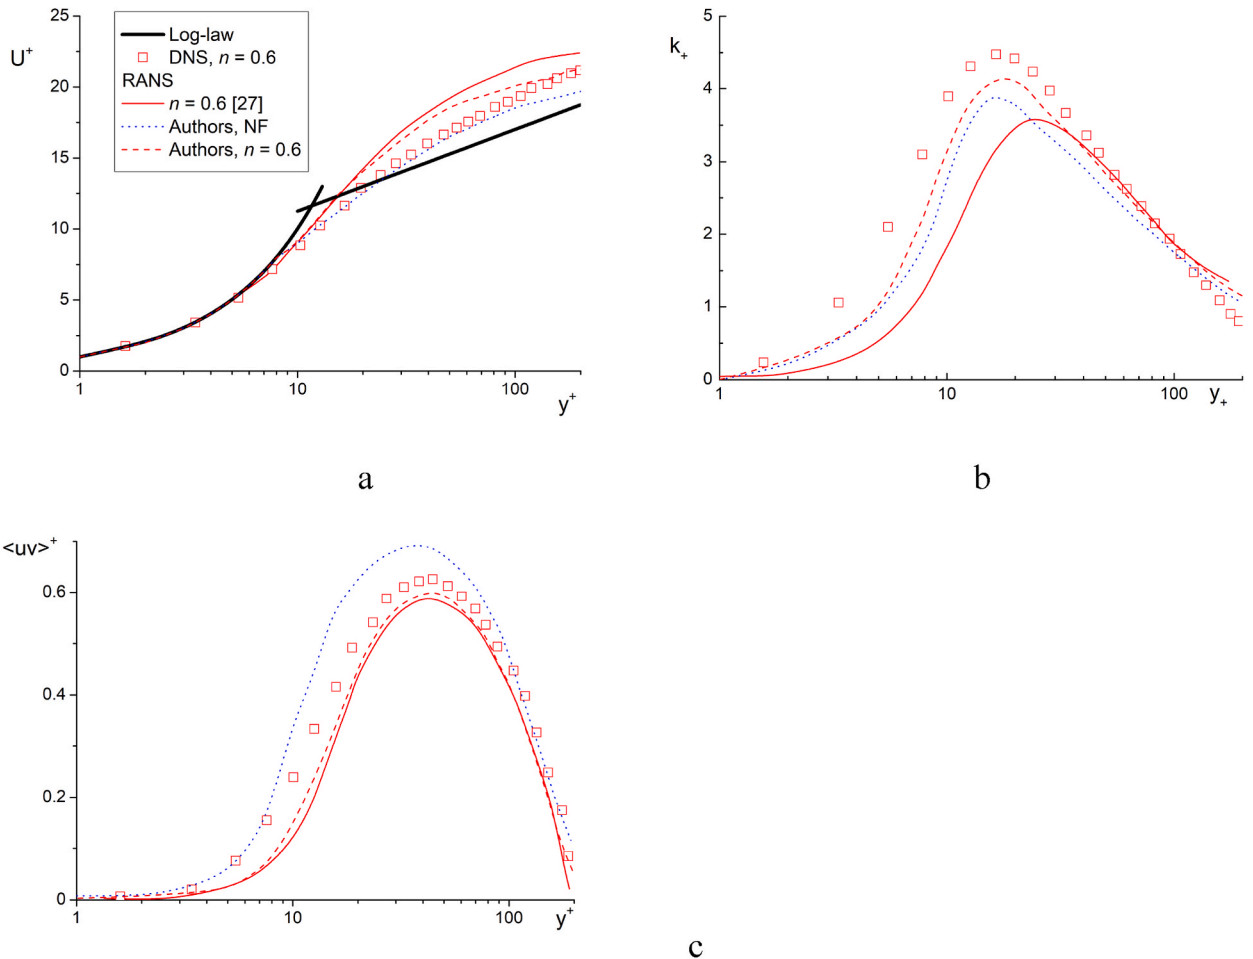 25
20
15
10
5
0
U+
Log-law
DNS, n = 0.6
RANS
n = 0.6 [27]
Authors, NF
Authors, n = 0.6
1
10
100
y+
a
5
4
3
2
1
0
k+
1
10
100
y+
b
<uv>+
0.6
0.4
0.2
0
1
10
100
y+
c